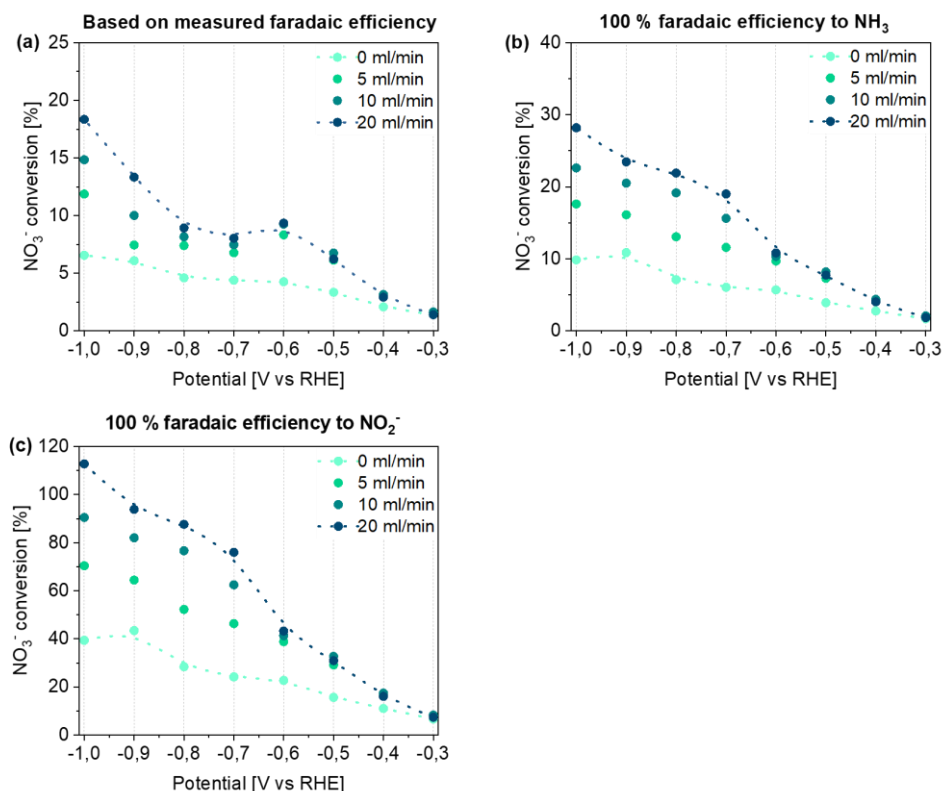 Based on measured faradaic efficiency
(a)
25
20
15
10
5
0
NO₃⁻ conversion [%]
0 ml/min
5 ml/min
10 ml/min
20 ml/min
-1,0 -0,9 -0,8 -0,7 -0,6 -0,5 -0,4 -0,3
Potential [V vs RHE]
100 % faradaic efficiency to NH₃
(b)
40
30
20
10
0
NO₃⁻ conversion [%]
0 ml/min
5 ml/min
10 ml/min
20 ml/min
-1,0 -0,9 -0,8 -0,7 -0,6 -0,5 -0,4 -0,3
Potential [V vs RHE]
100 % faradaic efficiency to NO₂⁻
(c)
120
100
80
60
40
20
0
NO₃⁻ conversion [%]
0 ml/min
5 ml/min
10 ml/min
20 ml/min
-1,0 -0,9 -0,8 -0,7 -0,6 -0,5 -0,4 -0,3
Potential [V vs RHE]